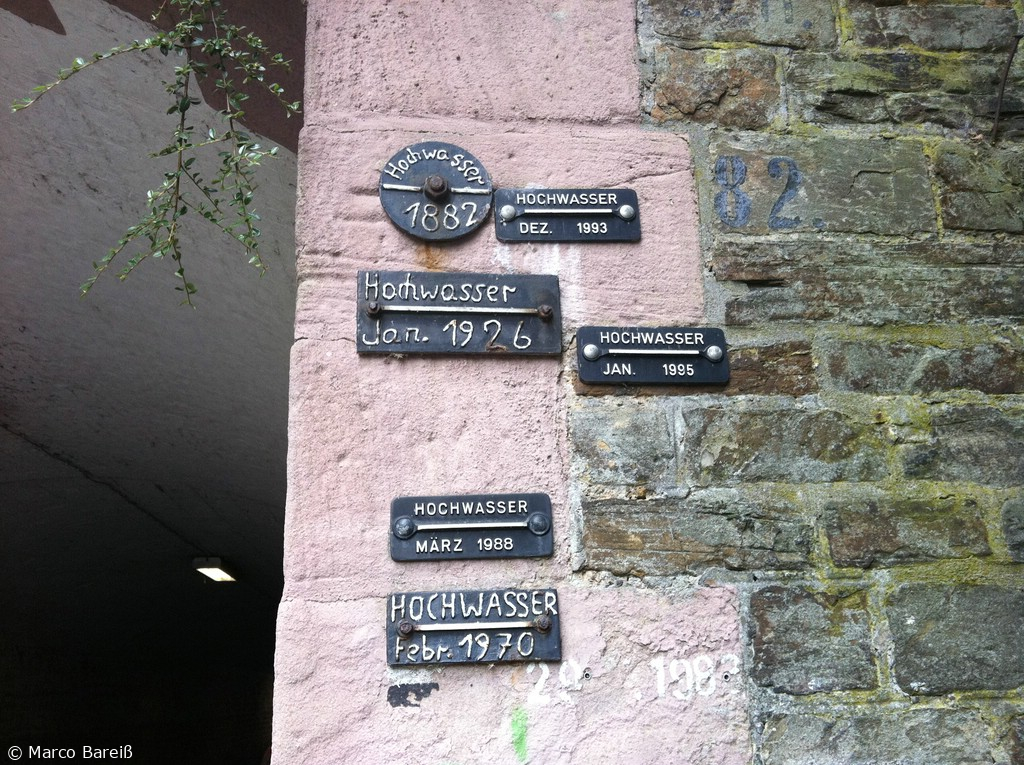 Hochwasser
1882
HOCHWASSER
DEZ. 1993
82.
Hochwasser
Jan. 1926
HOCHWASSER
JAN. 1995
HOCHWASSER
MÄRZ 1988
HOCHWASSER
Febr. 1970
1983
© Marco Bareiß